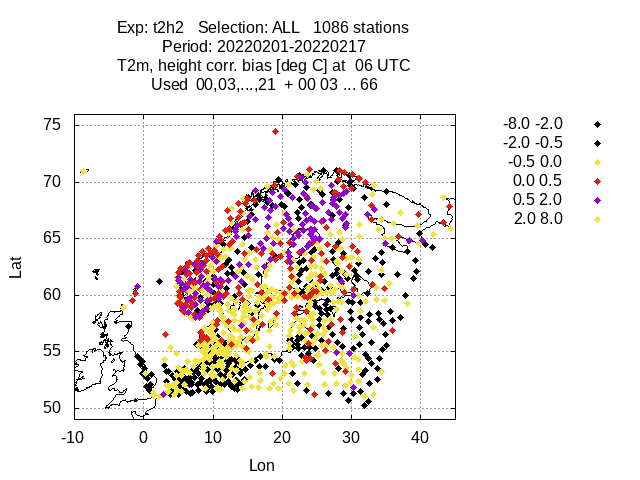 Exp: t2h2 Selection: ALL 1086 stations
Period: 20220201-20220217
T2m, height corr. bias [deg C] at 06 UTC
Used 00,03,...,21 + 00 03 ... 66
-8.0 -2.0
-2.0 -0.5
-0.5 0.0
0.0 0.5
0.5 2.0
2.0 8.0
75
70
65
60
55
50
Lat
-10 0 10 20 30 40
Lon